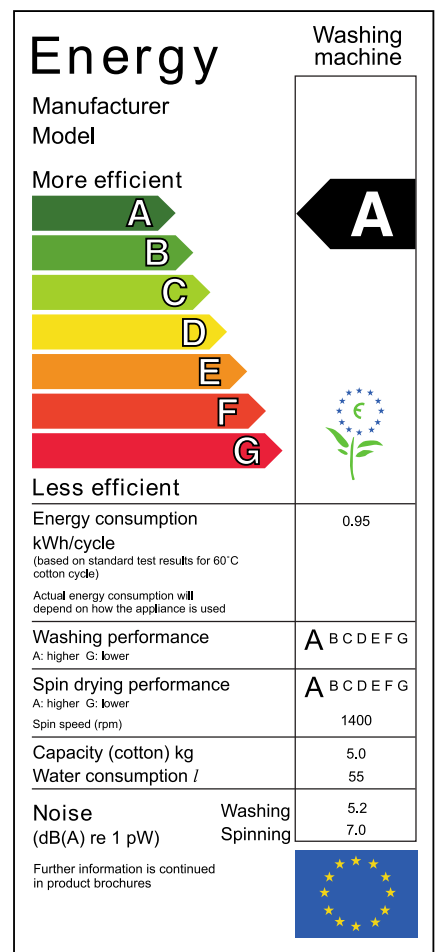 Energy
Washing
machine
Manufacturer
Model
More efficient
A
A
B
C
D
E
F
G
Less efficient
Energy consumption
0.95
kWh/cycle
(based on standard test results for 60˚C
cotton cycle)
Actual energy consumption will
depend on how the appliance is used
Washing performance
A B C D E F G
A: higher G: lower
Spin drying performance
A B C D E F G
A: higher G: lower
Spin speed (rpm)
1400
Capacity (cotton) kg
5.0
Water consumption l
55
Noise
(dB(A) re 1 pW)
Washing
5.2
Spinning
7.0
Further information is continued
in product brochures